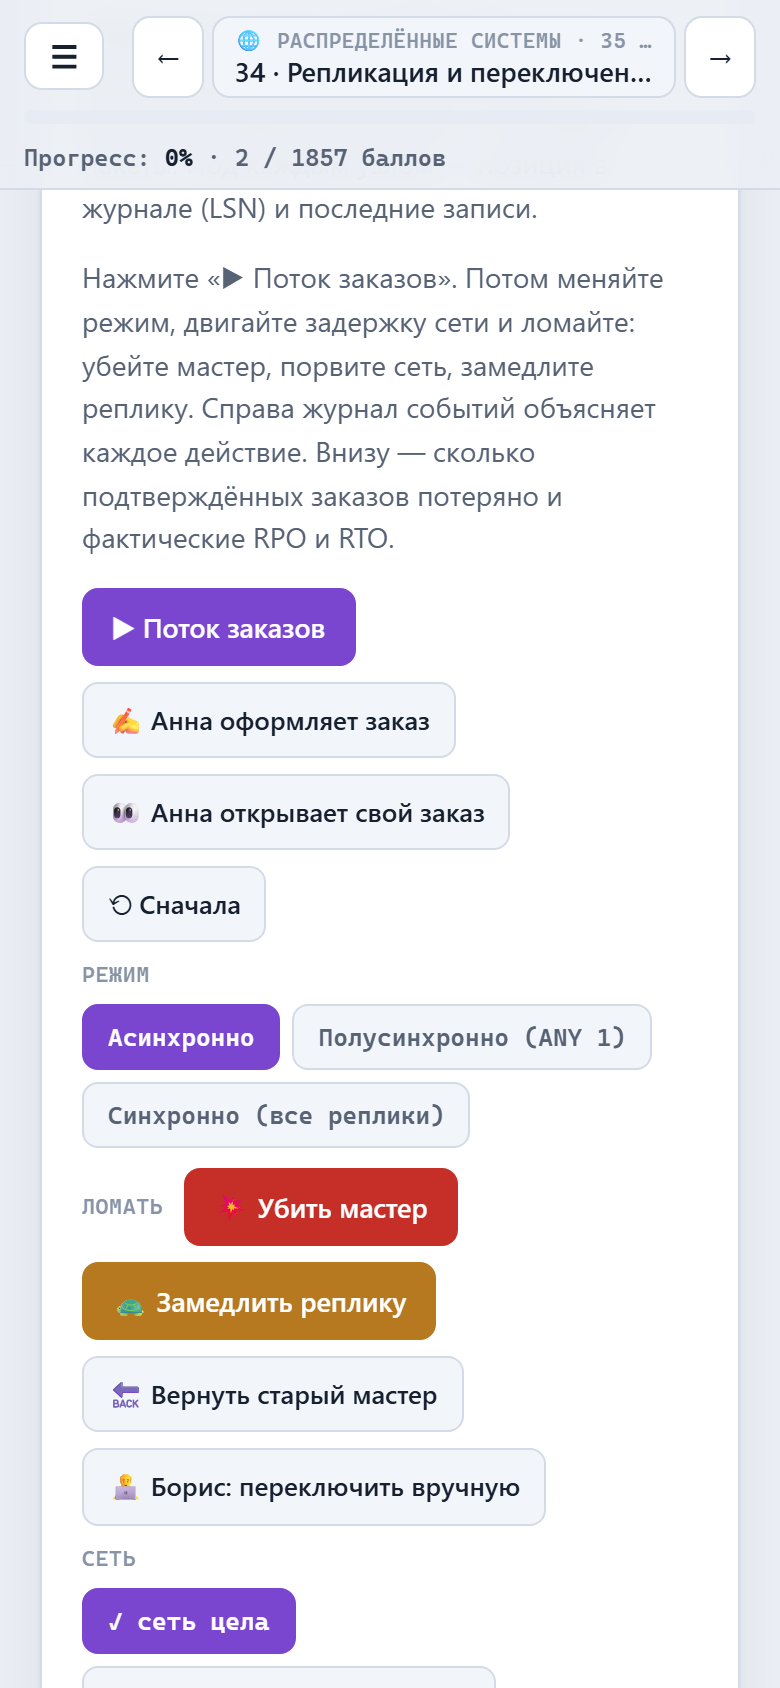 ☰ ← 🌐 РАСПРЕДЕЛЁННЫЕ СИСТЕМЫ · 35 …
34 · Репликация и переключен… →
Прогресс: 0% · 2 / 1857 баллов
журнале (LSN) и последние записи.
Нажмите «▶ Поток заказов». Потом меняйте
режим, двигайте задержку сети и ломайте:
убейте мастер, порвите сеть, замедлите
реплику. Справа журнал событий объясняет
каждое действие. Внизу — сколько
подтверждённых заказов потеряно и
фактические RPO и RTO.
▶ Поток заказов
✍ Анна оформляет заказ
👀 Анна открывает свой заказ
⟲ Сначала
РЕЖИМ
Асинхронно Полусинхронно (ANY 1)
Синхронно (все реплики)
ЛОМАТЬ 💥 Убить мастер
🐢 Замедлить реплику
🔙 Вернуть старый мастер
🧑‍💻 Борис: переключить вручную
СЕТЬ
✓ сеть цела